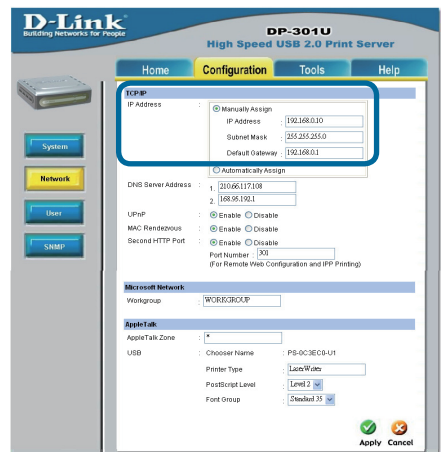 D-Link
Building Networks for People
DP-301U
High Speed USB 2.0 Print Server
Home Configuration Tools Help
System
Network
User
SNMP
TCP/IP
IP Address : Manually Assign
IP Address : 192.168.0.10
Subnet Mask : 255.255.255.0
Default Gateway : 192.168.0.1
Automatically Assign
DNS Server Address : 1. 210.66.117.108
2. 168.95.192.1
UPnP : Enable Disable
MAC Rendezvous : Enable Disable
Second HTTP Port : Enable Disable
Port Number : 301
(For Remote Web Configuration and IPP Printing)
Microsoft Network
Workgroup : WORKGROUP
AppleTalk
AppleTalk Zone : *
USB : Chooser Name : PS-0C3EC0-U1
Printer Type : LaserWriter
PostScript Level : Level 2
Font Group : Standard 35
Apply Cancel